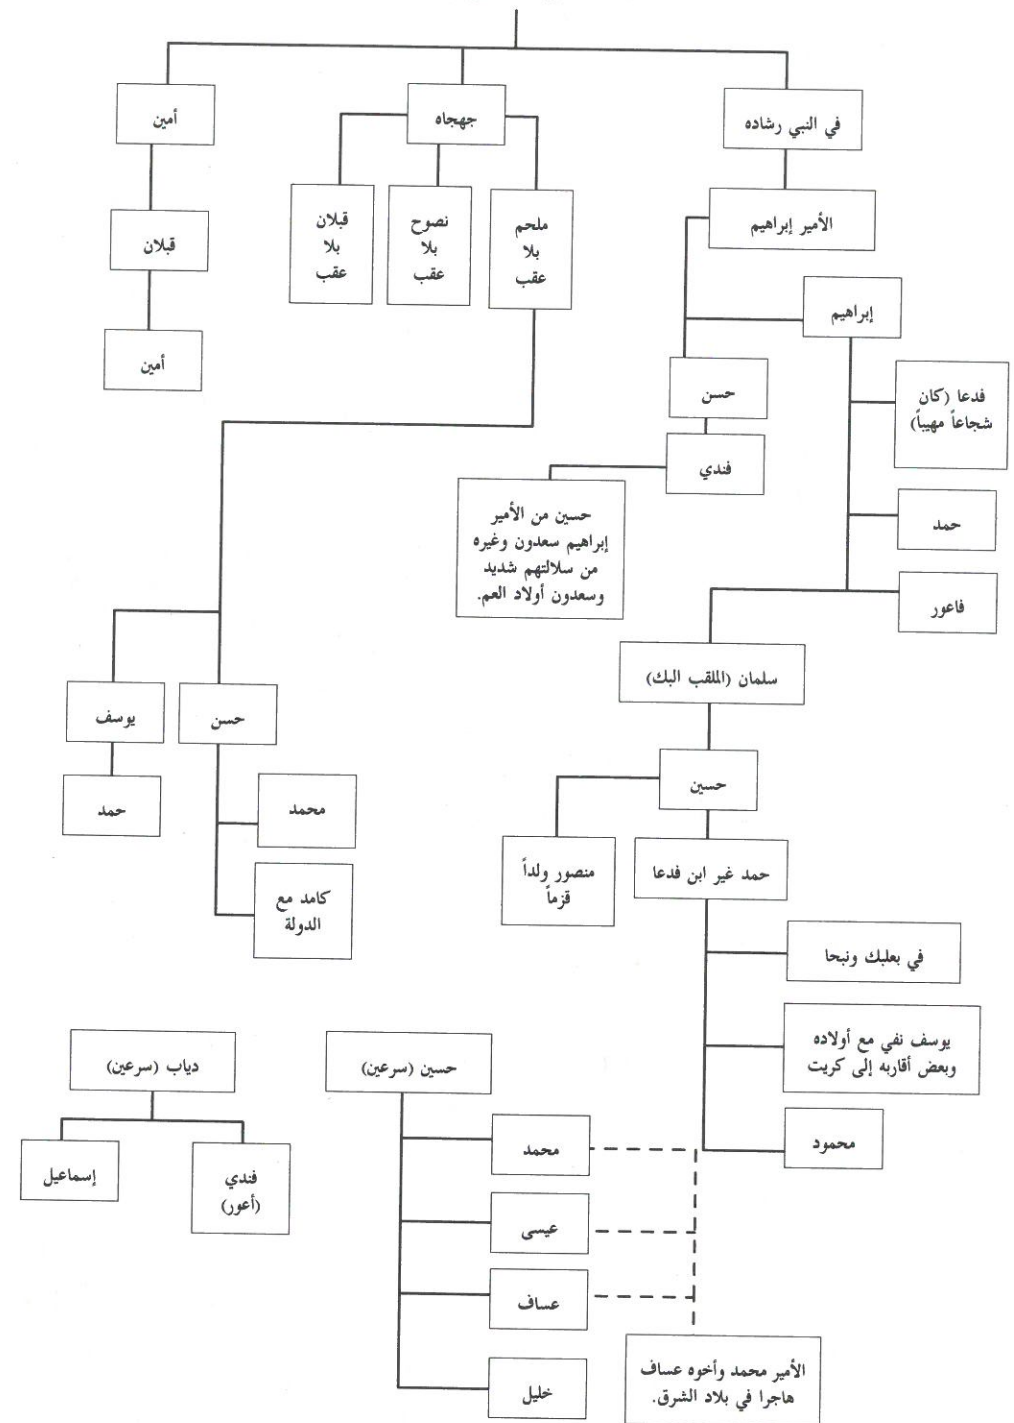 في النبي رشاده
جهجاه
أمين
الأمير إبراهيم
ملحم
بلا
عقب
نصوح
بلا
عقب
قبلان
بلا
عقب
قبلان
إبراهيم
أمين
حسن
فدعا (كان
شجاعاً مهيباً)
فندي
حمد
حسين من الأمير
إبراهيم سعدون وغيره
من سلالتهم شديد
وسعدون أولاد العم.
فاعور
سلمان (الملقب البك)
حسن
يوسف
حسين
محمد
حمد
حمد غير ابن فدعا
منصور ولداً
قزماً
كامد مع
الدولة
في بعلبك ونبحا
يوسف نفي مع أولاده
وبعض أقاربه إلى كريت
محمود
حسين (سرعين)
دياب (سرعين)
محمد
فندي
(أعور)
إسماعيل
عيسى
عساف
خليل
الأمير محمد وأخوه عساف
هاجرا في بلاد الشرق.